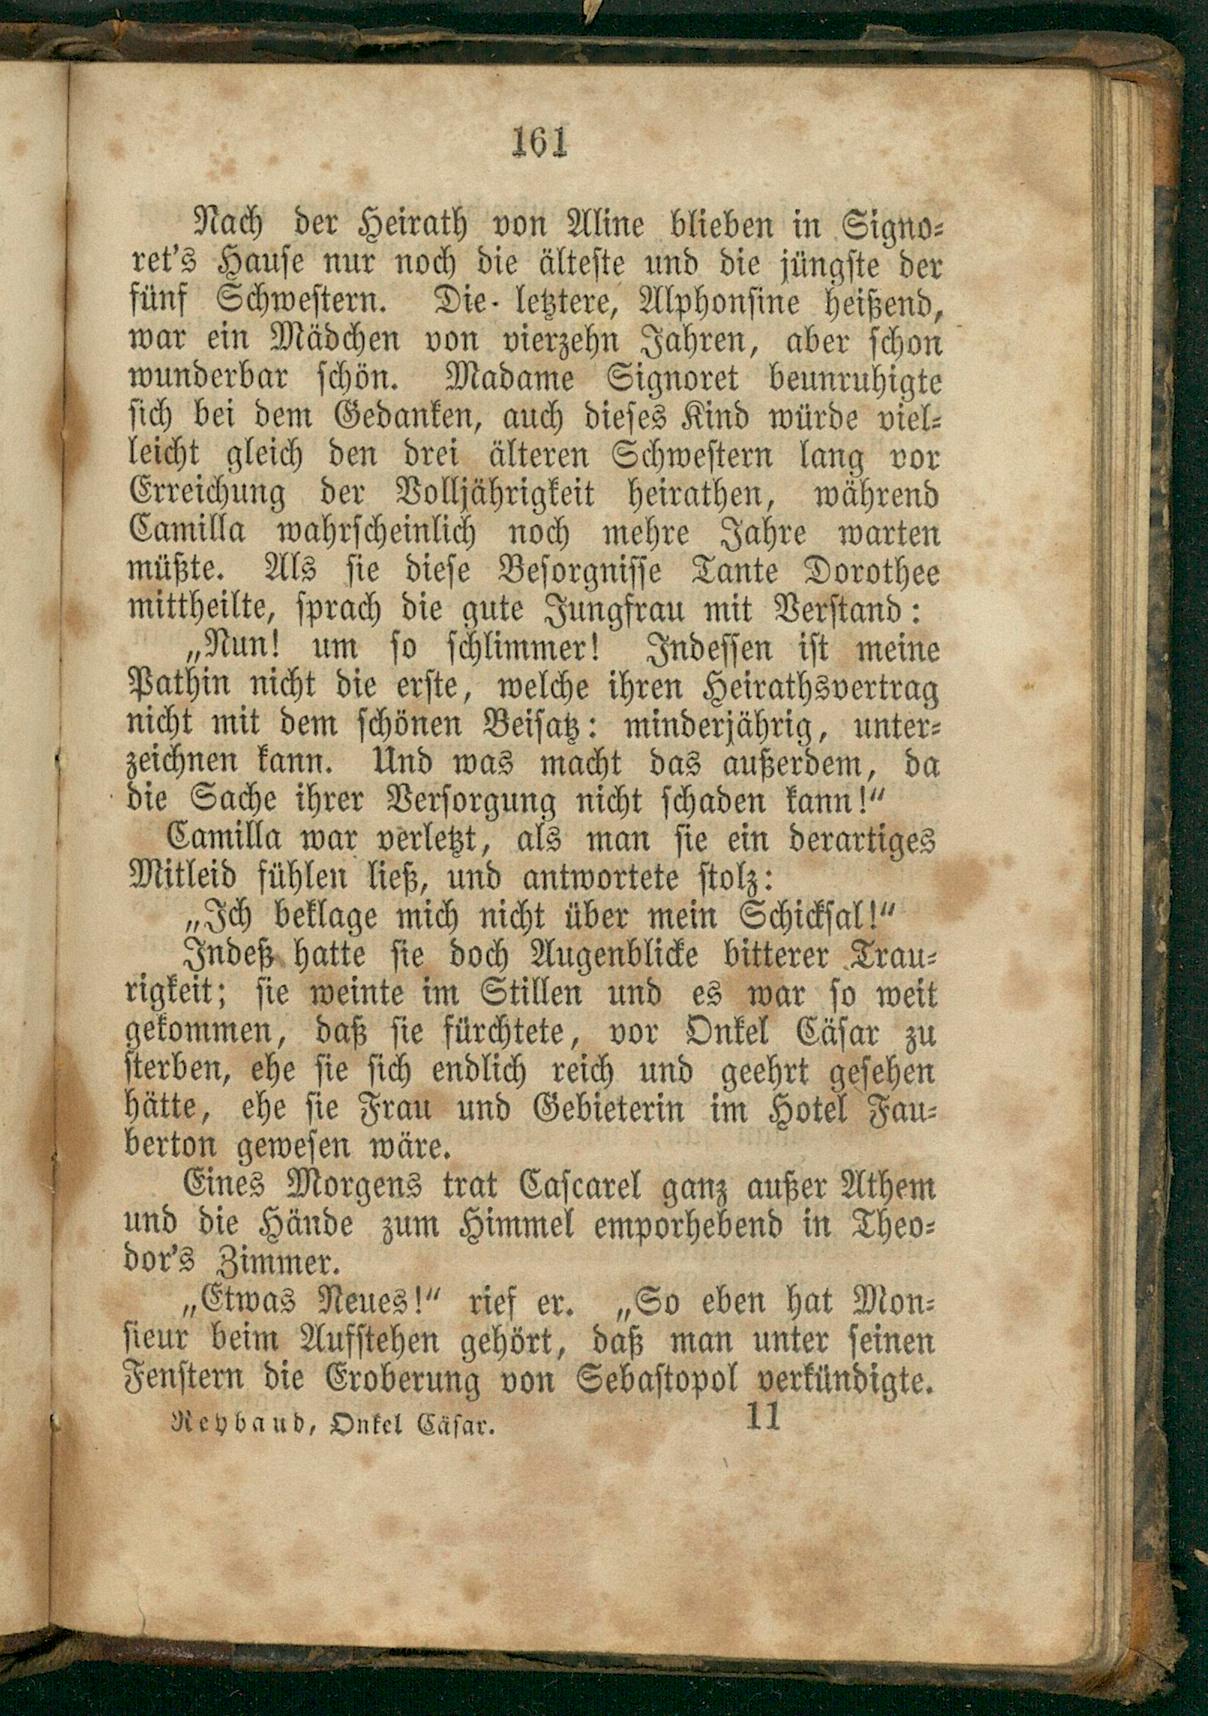 161
Nach der Heirath von Aline blieben in Signo-
ret's Hause nur noch die älteste und die jüngste der
fünf Schwestern. Die letztere, Alphonsine heißend,
war ein Mädchen von vierzehn Jahren, aber schon
wunderbar schön. Madame Signoret beunruhigte
sich bei dem Gedanken, auch dieses Kind würde viel-
leicht gleich den drei älteren Schwestern lang vor
Erreichung der Volljährigkeit heirathen, während
Camilla wahrscheinlich noch mehre Jahre warten
müßte. Als sie diese Besorgnisse Tante Dorothee
mittheilte, sprach die gute Jungfrau mit Verstand:
„Nun! um so schlimmer! Indessen ist meine
Pathin nicht die erste, welche ihren Heirathsvertrag
nicht mit dem schönen Beisatz: minderjährig, unter-
zeichnen kann. Und was macht das außerdem, da
die Sache ihrer Versorgung nicht schaden kann!“
Camilla war verletzt, als man sie ein derartiges
Mitleid fühlen ließ, und antwortete stolz:
„Ich beklage mich nicht über mein Schicksal!“
Indeß hatte sie doch Augenblicke bitterer Trau-
rigkeit; sie weinte im Stillen und es war so weit
gekommen, daß sie fürchtete, vor Onkel Cäsar zu
sterben, ehe sie sich endlich reich und geehrt gesehen
hätte, ehe sie Frau und Gebieterin im Hotel Fau-
berton gewesen wäre.
Eines Morgens trat Cascarel ganz außer Athem
und die Hände zum Himmel emporhebend in Theo-
dor's Zimmer.
„Etwas Neues!“ rief er. „So eben hat Mon-
sieur beim Aufstehen gehört, daß man unter seinen
Fenstern die Eroberung von Sebastopol verkündigte.
Reybaud, Onkel Cäsar. 11